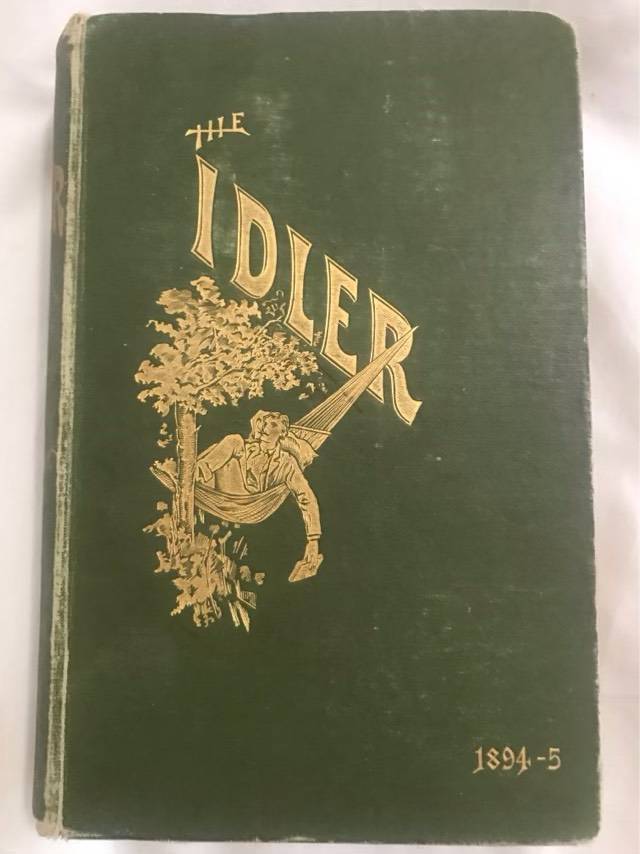 THE
IDLER
1894-5